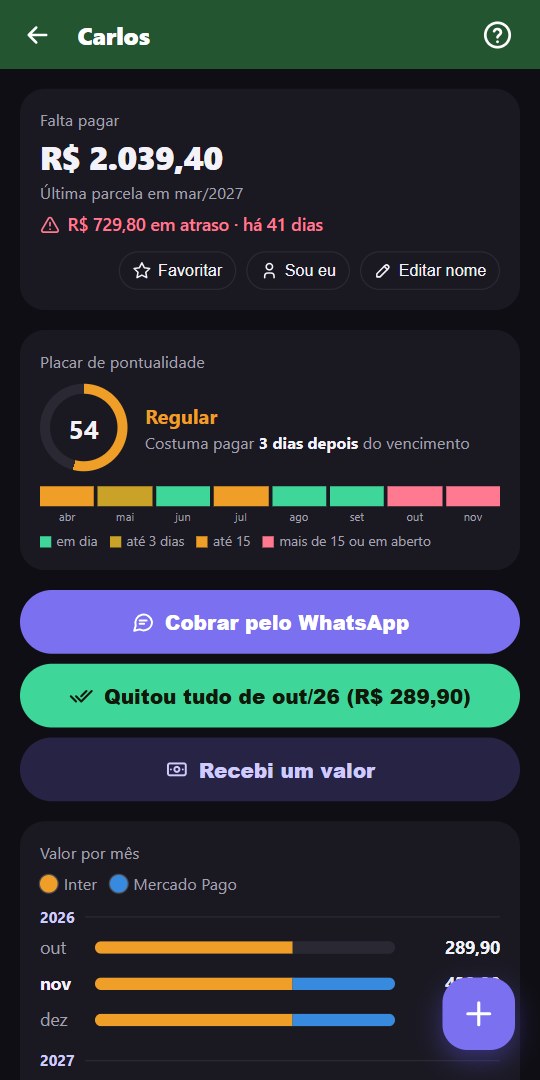 Carlos
Falta pagar
R$ 2.039,40
Última parcela em mar/2027
R$ 729,80 em atraso · há 41 dias
Favoritar Sou eu Editar nome
Placar de pontualidade
54
Regular
Costuma pagar 3 dias depois do vencimento
abr mai jun jul ago set out nov
em dia até 3 dias até 15 mais de 15 ou em aberto
Cobrar pelo WhatsApp
Quitou tudo de out/26 (R$ 289,90)
Recebi um valor
Valor por mês
Inter Mercado Pago
2026
out 289,90
nov
dez
2027